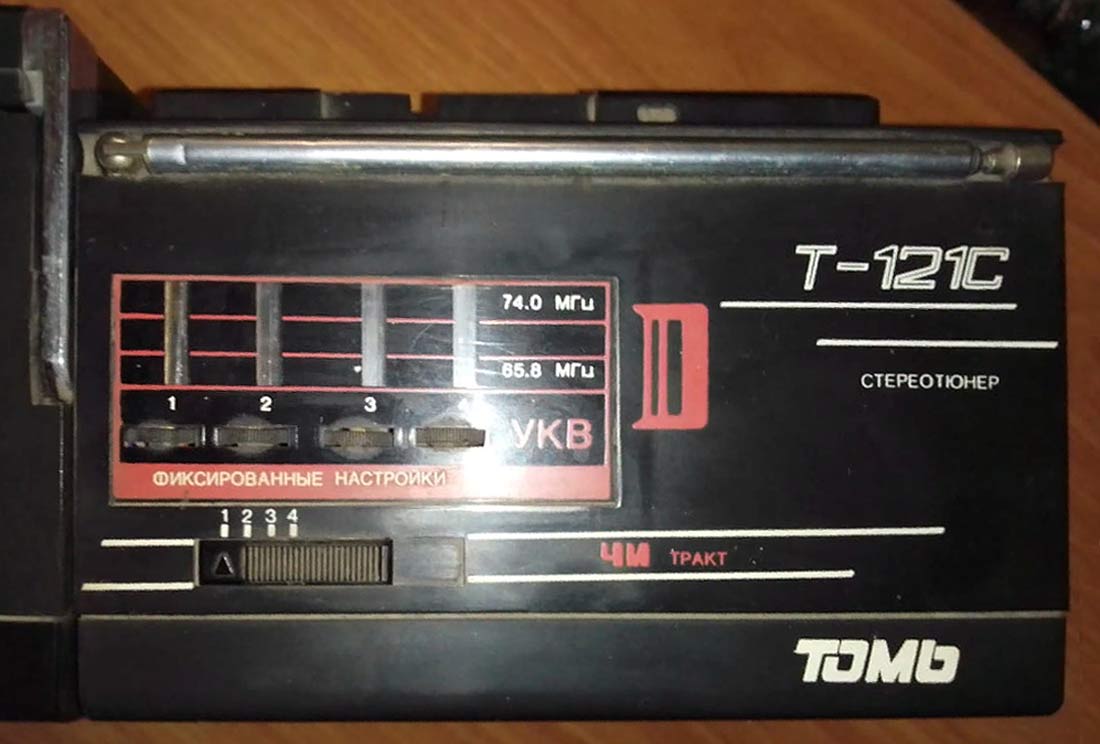 Т-121С
74.0 МГц
65.8 МГц
СТЕРЕОТЮНЕР
1 2 3 4
УКВ
ФИКСИРОВАННЫЕ НАСТРОЙКИ
1 2 3 4
ЧМ ТРАКТ
ТОМЬ